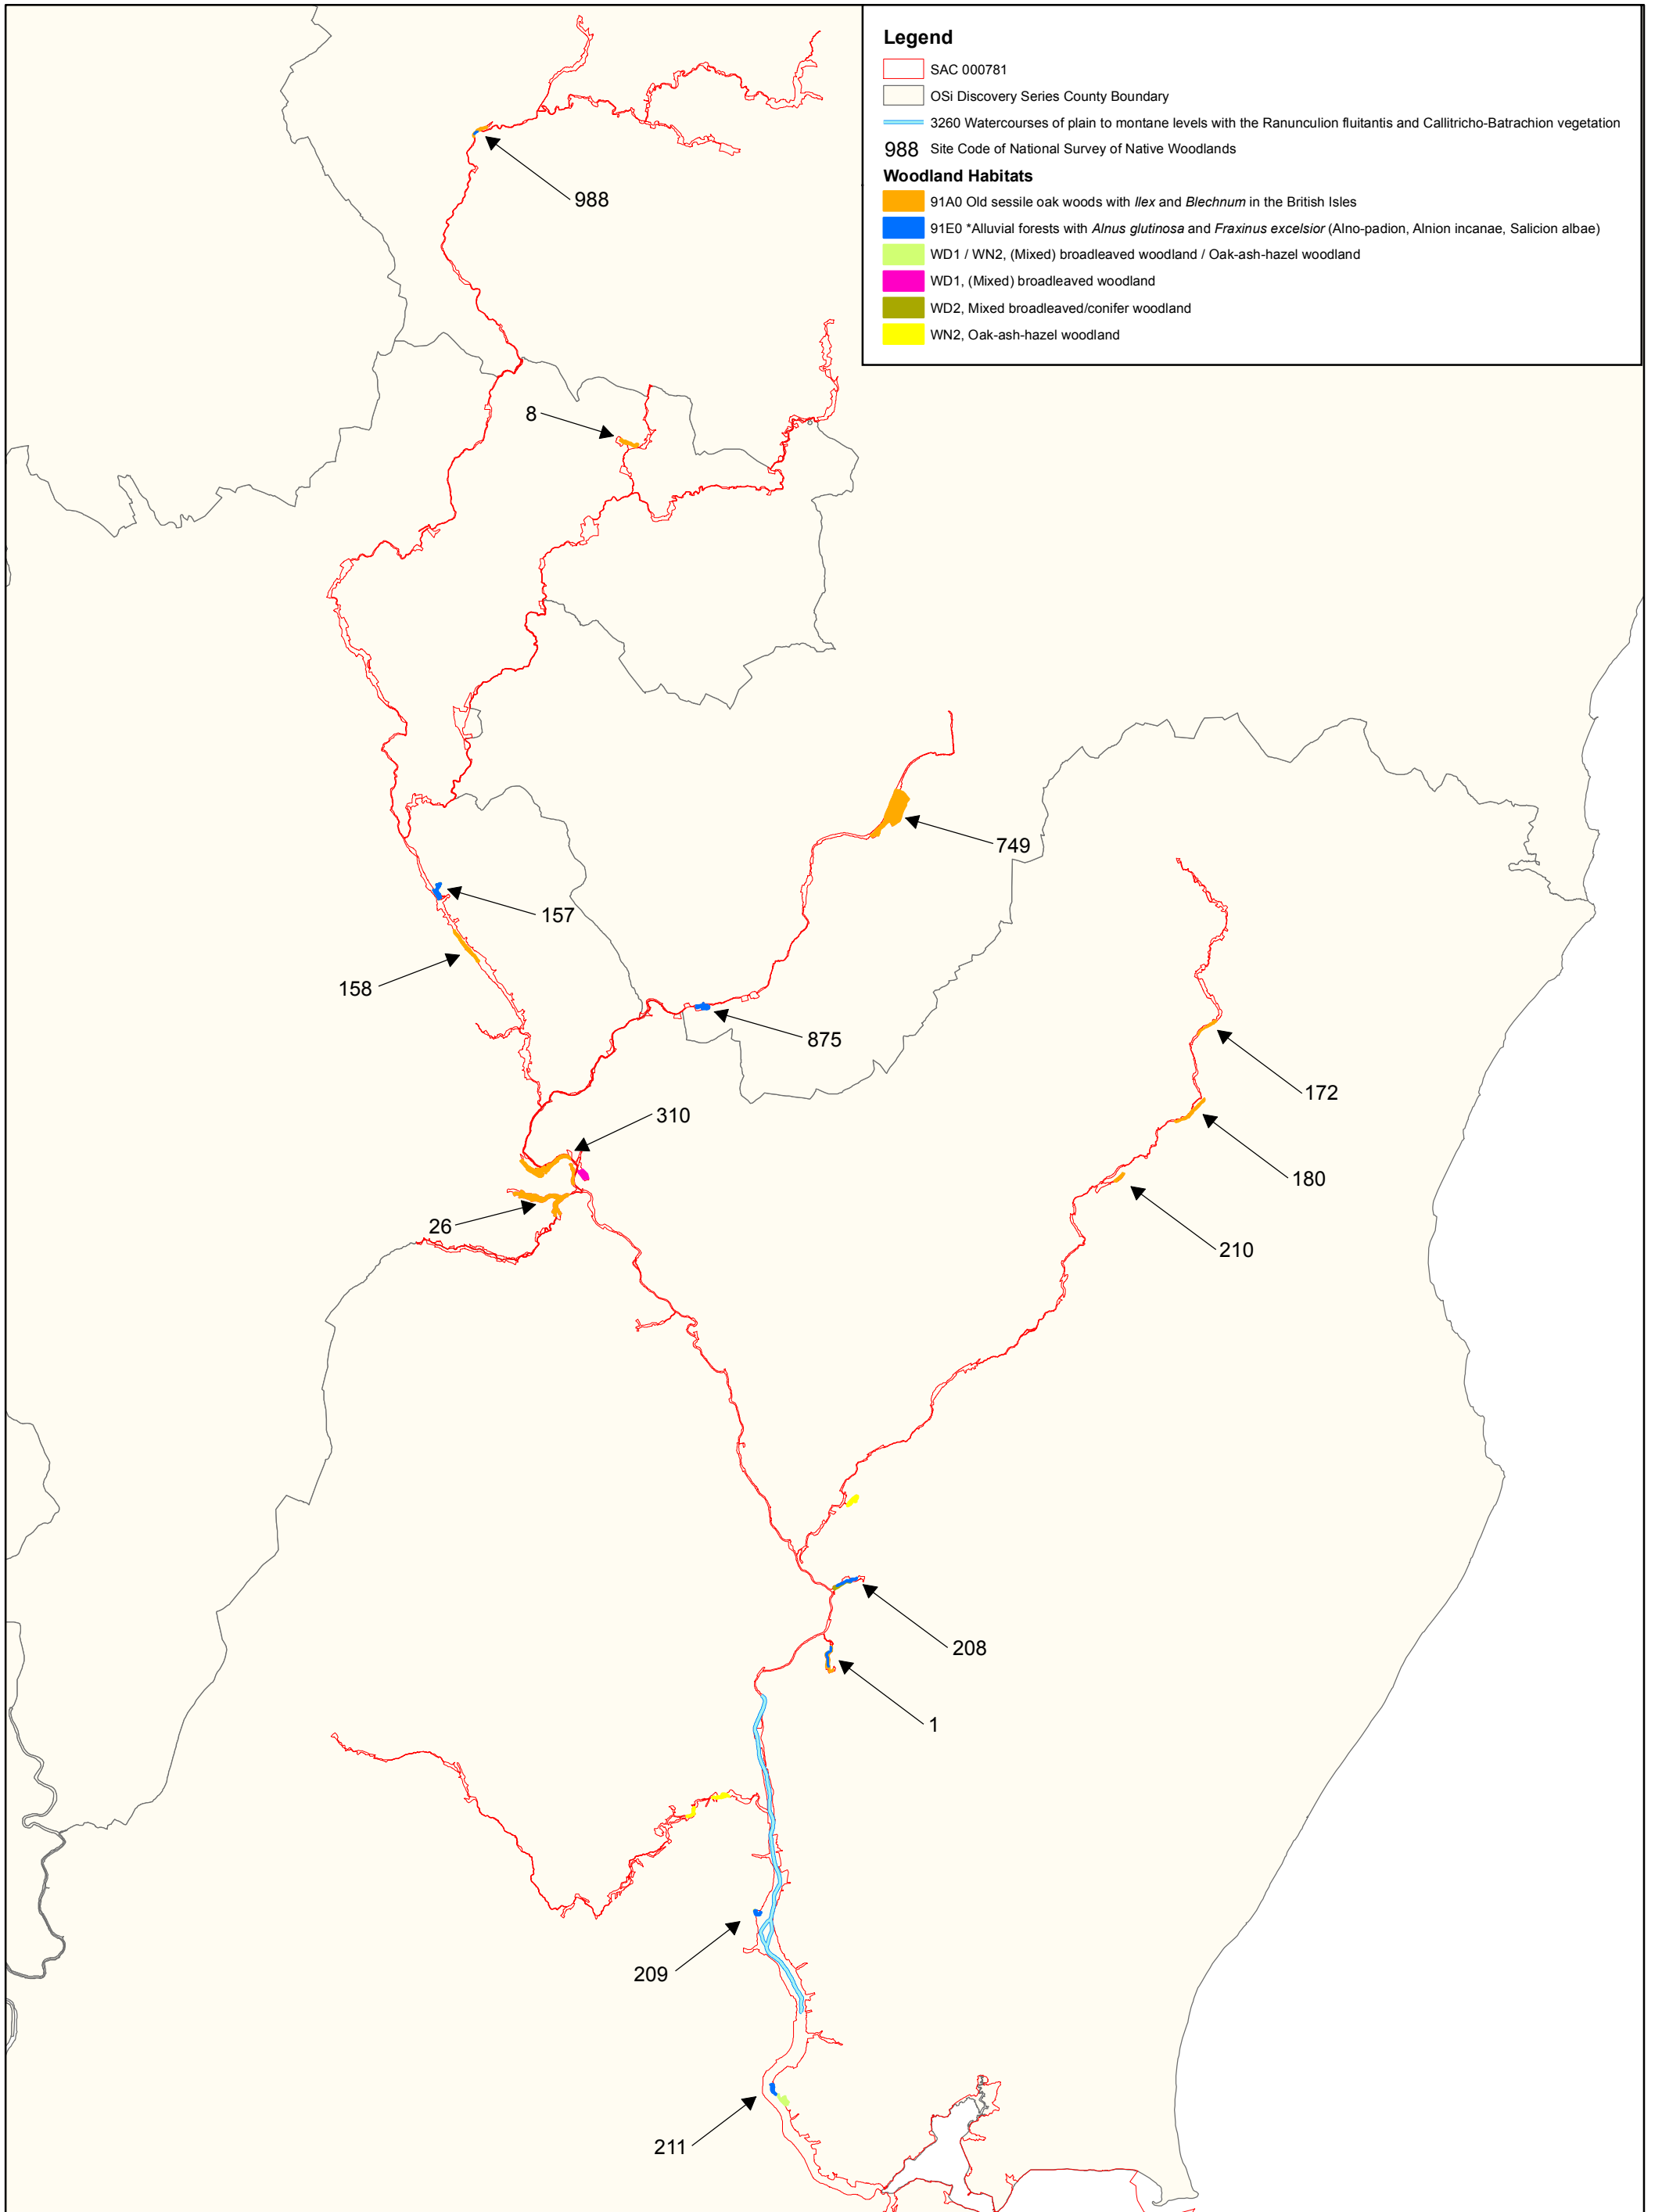 Legend
SAC 000781
OSi Discovery Series County Boundary
3260 Watercourses of plain to montane levels with the Ranunculion fluitantis and Callitricho-Batrachion vegetation
988 Site Code of National Survey of Native Woodlands
Woodland Habitats
91A0 Old sessile oak woods with Ilex and Blechnum in the British Isles
91E0 *Alluvial forests with Alnus glutinosa and Fraxinus excelsior (Alno-padion, Alnion incanae, Salicion albae)
WD1 / WN2, (Mixed) broadleaved woodland / Oak-ash-hazel woodland
WD1, (Mixed) broadleaved woodland
WD2, Mixed broadleaved/conifer woodland
WN2, Oak-ash-hazel woodland
988
8
749
157
158
875
172
310
180
26
210
208
1
209
211